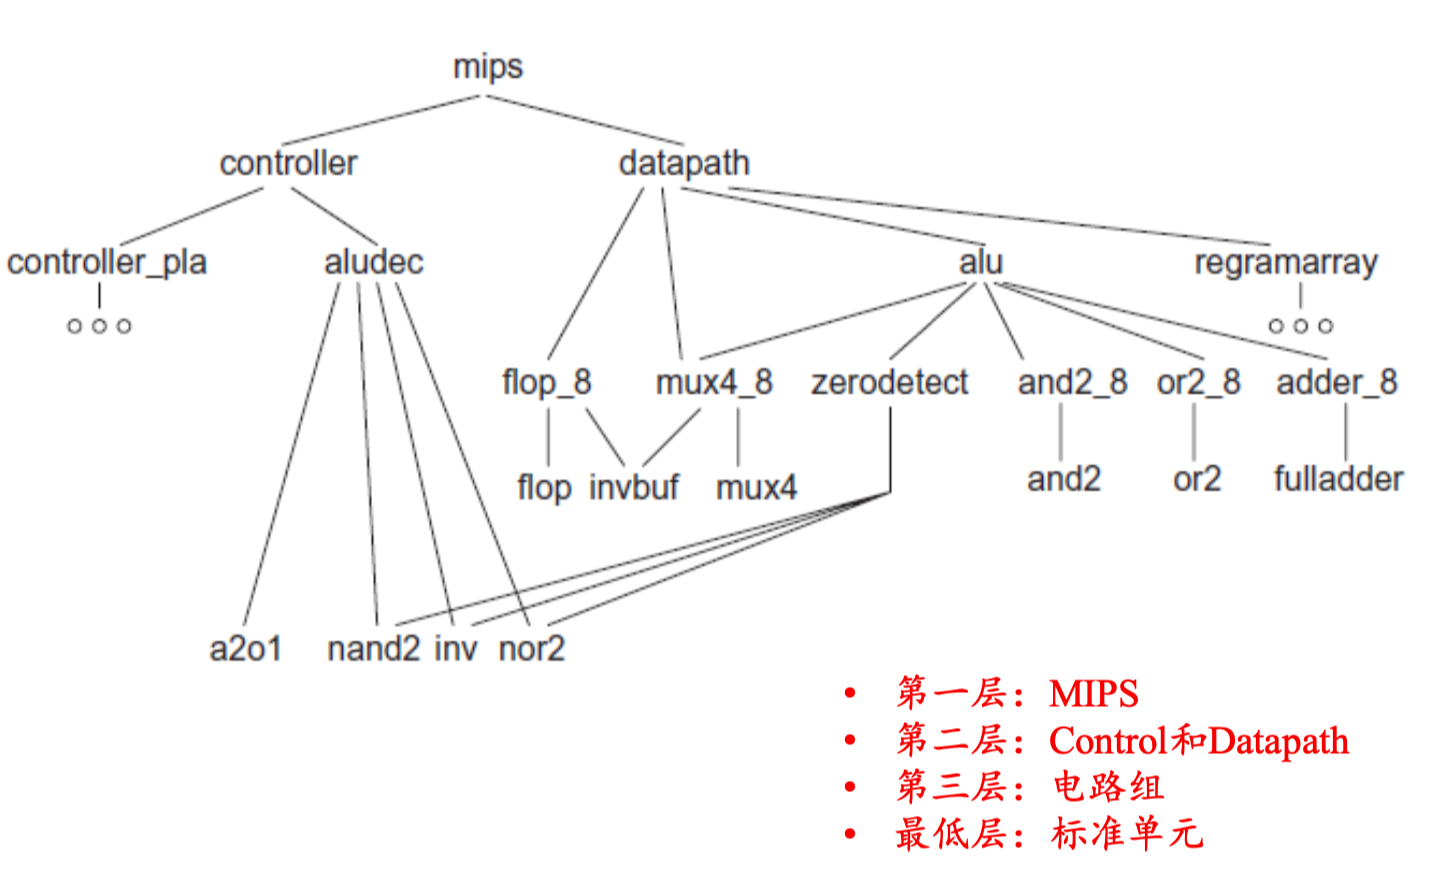 mips
controller datapath
controller_pla aludec alu regramarray
flop_8 mux4_8 zerodetect and2_8 or2_8 adder_8
flop invbuf mux4 and2 or2 fulladder
a2o1 nand2 inv nor2
• 第一层：MIPS
• 第二层：Control和Datapath
• 第三层：电路组
• 最低层：标准单元